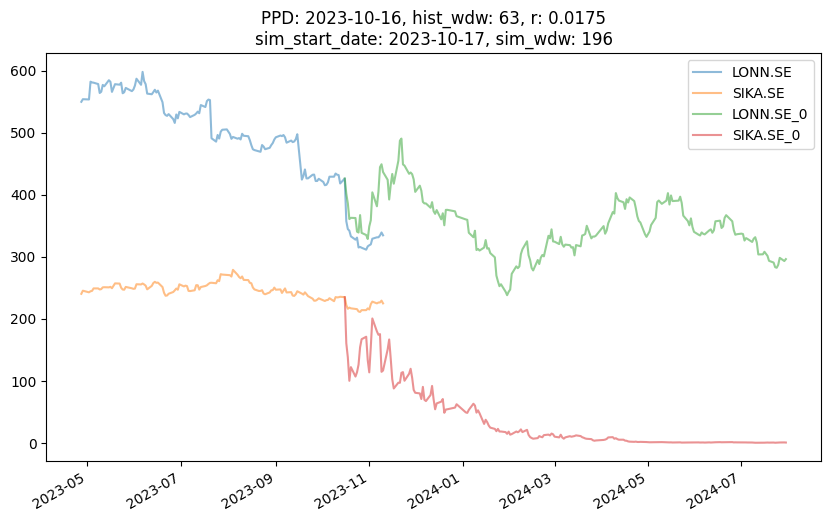 PPD: 2023-10-16, hist_wdw: 63, r: 0.0175
sim_start_date: 2023-10-17, sim_wdw: 196
LONN.SE
SIKA.SE
LONN.SE_0
SIKA.SE_0
600
500
400
300
200
100
0
2023-05
2023-07
2023-09
2023-11
2024-01
2024-03
2024-05
2024-07